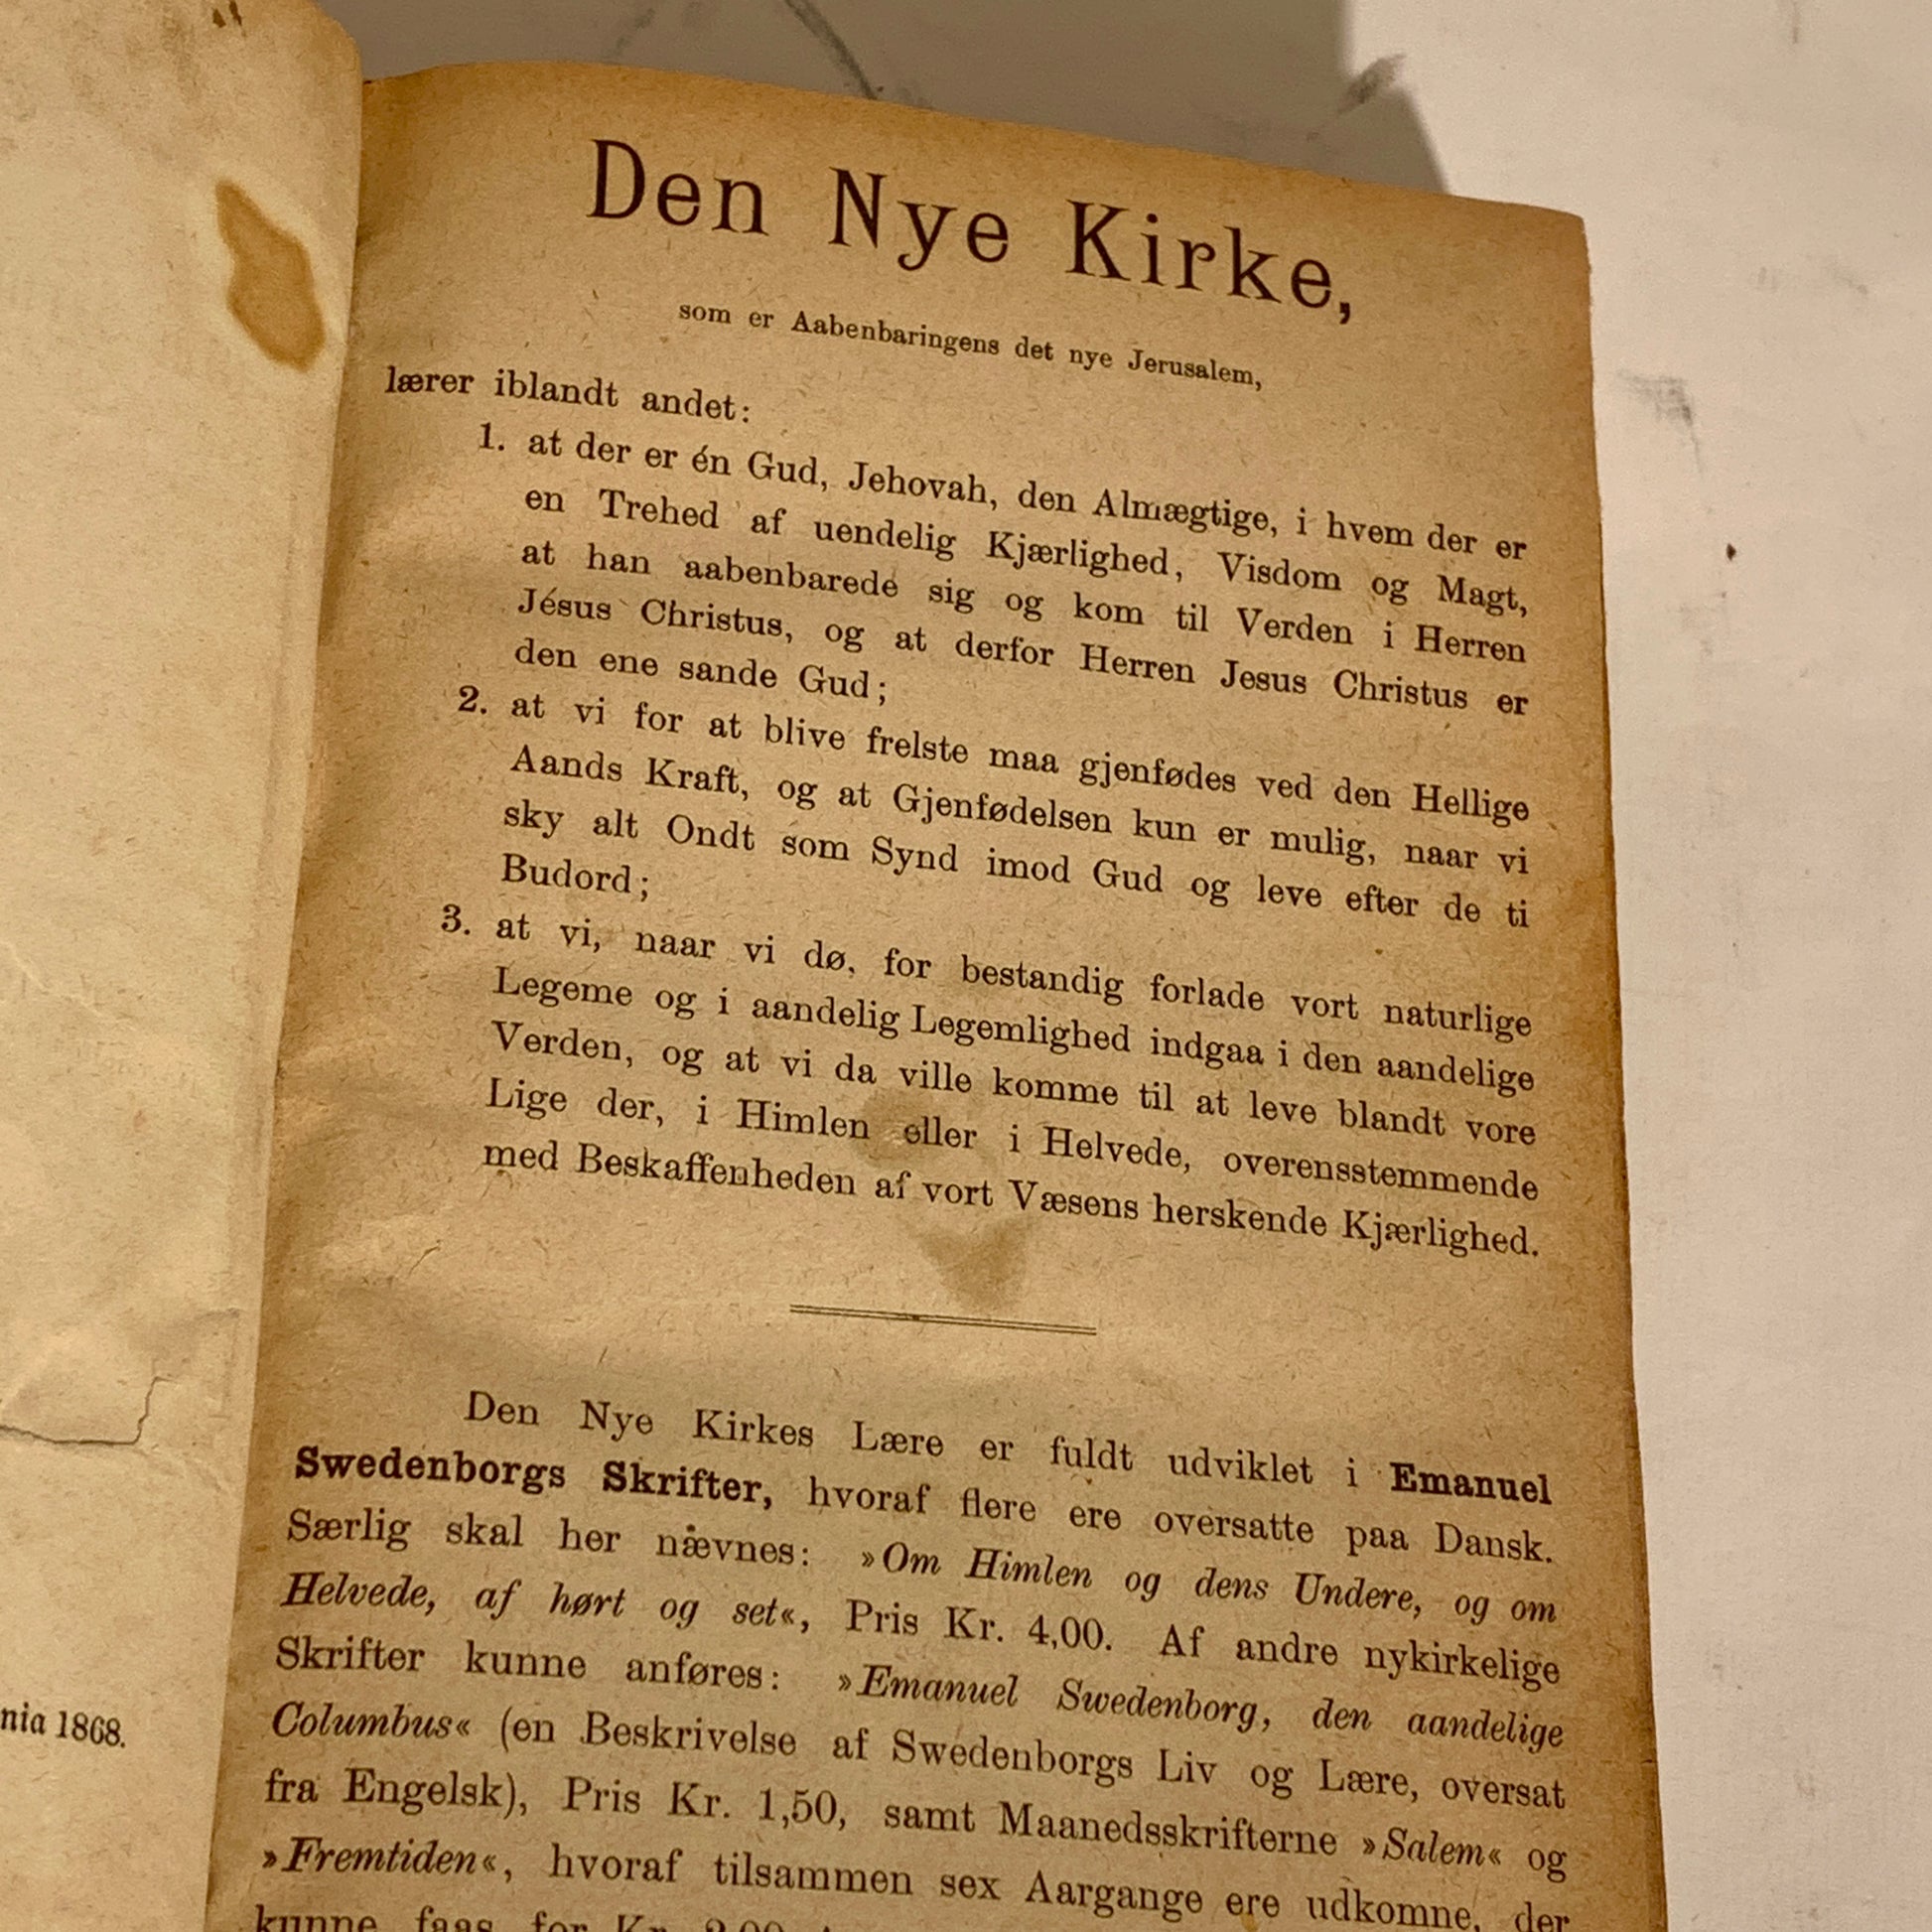 Den Nye Kirke,
som er Aabenbaringens det nye Jerusalem,
lærer iblandt andet:
1. at der er én Gud, Jehovah, den Almægtige, i hvem der er
en Trehed af uendelig Kjærlighed, Visdom og Magt,
at han aabenbarede sig og kom til Verden i Herren
Jésus Christus, og at derfor Herren Jesus Christus er
den ene sande Gud;
2. at vi for at blive frelste maa gjenfødes ved den Hellige
Aands Kraft, og at Gjenfødelsen kun er mulig, naar vi
sky alt Ondt som Synd imod Gud og leve efter de ti
Budord;
3. at vi, naar vi dø, for bestandig forlade vort naturlige
Legeme og i aandelig Legemlighed indgaa i den aandelige
Verden, og at vi da ville komme til at leve blandt vore
Lige der, i Himlen eller i Helvede, overensstemmende
med Beskaffenheden af vort Væsens herskende Kjærlighed.
Den Nye Kirkes Lære er fuldt udviklet i Emanuel
Swedenborgs Skrifter, hvoraf flere ere oversatte paa Dansk.
Særlig skal her nævnes: »Om Himlen og dens Undere, og om
Helvede, af hørt og set«, Pris Kr. 4,00. Af andre nykirkelige
Skrifter kunne anføres: »Emanuel Swedenborg, den aandelige
Columbus« (en Beskrivelse af Swedenborgs Liv og Lære, oversat
fra Engelsk), Pris Kr. 1,50, samt Maanedsskrifterne »Salem« og
»Fremtiden«, hvoraf tilsammen sex Aargange ere udkomne, der
kunne faas for Kr.
nia 1868.